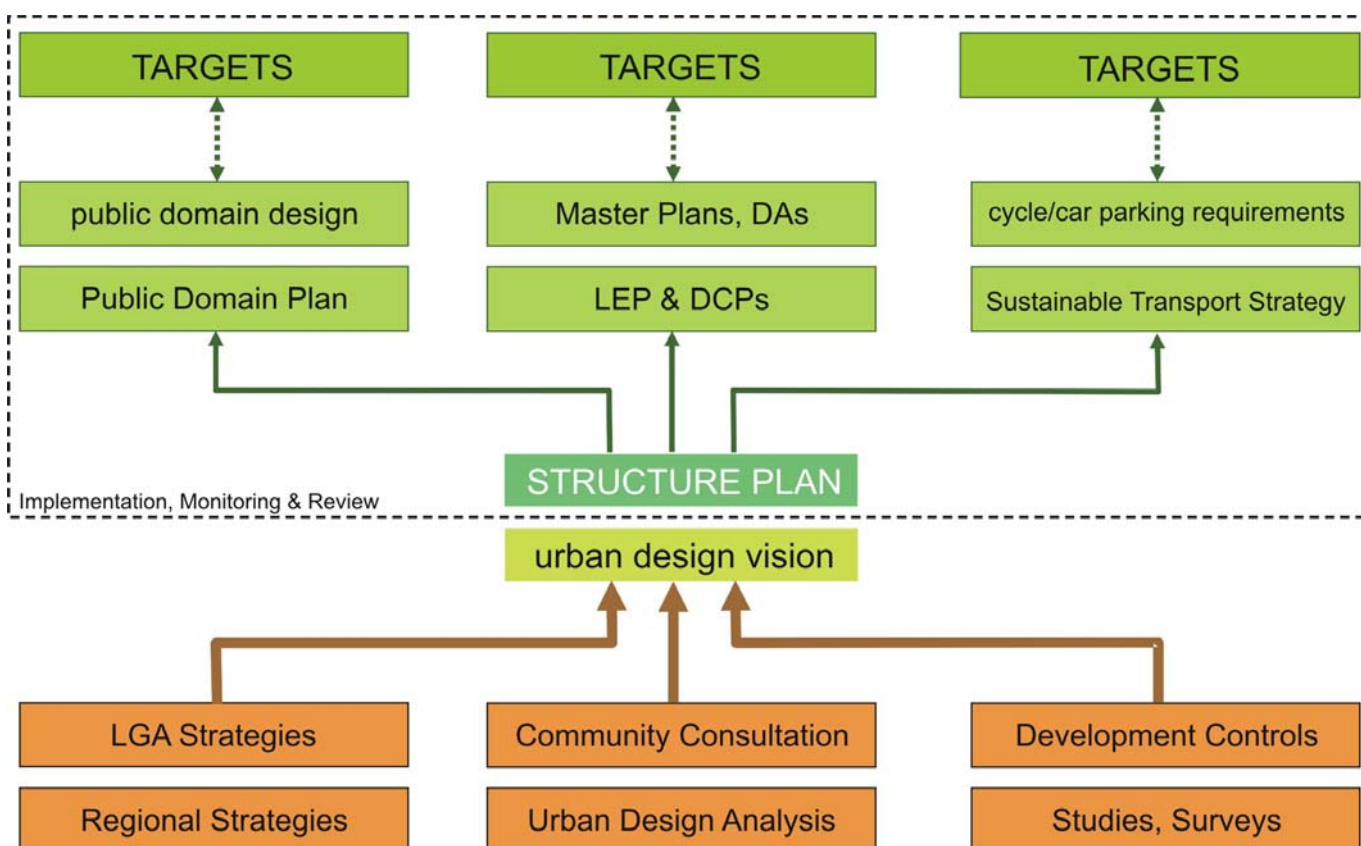 TARGETS
TARGETS
TARGETS
public domain design
Master Plans, DAs
cycle/car parking requirements
Public Domain Plan
LEP & DCPs
Sustainable Transport Strategy
STRUCTURE PLAN
Implementation, Monitoring & Review
urban design vision
LGA Strategies
Community Consultation
Development Controls
Regional Strategies
Urban Design Analysis
Studies, Surveys